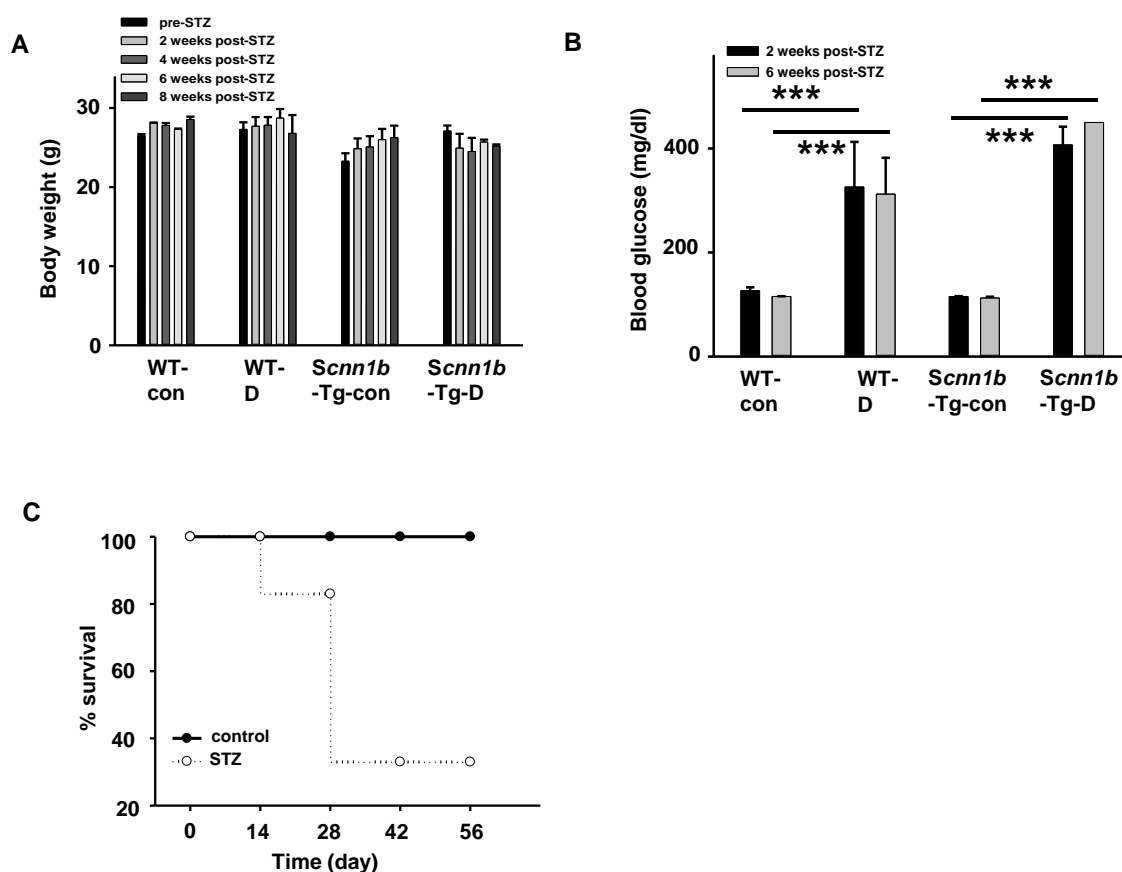 A
pre-STZ
2 weeks post-STZ
4 weeks post-STZ
6 weeks post-STZ
8 weeks post-STZ
Body weight (g)
30
20
10
0
WT-
con
WT-
D
Scnn1b
-Tg-con
Scnn1b
-Tg-D
B
2 weeks post-STZ
6 weeks post-STZ
***
***
***
***
Blood glucose (mg/dl)
400
200
0
WT-
con
WT-
D
Scnn1b
-Tg-con
Scnn1b
-Tg-D
C
% survival
100
80
60
40
20
control
STZ
0 14 28 42 56
Time (day)